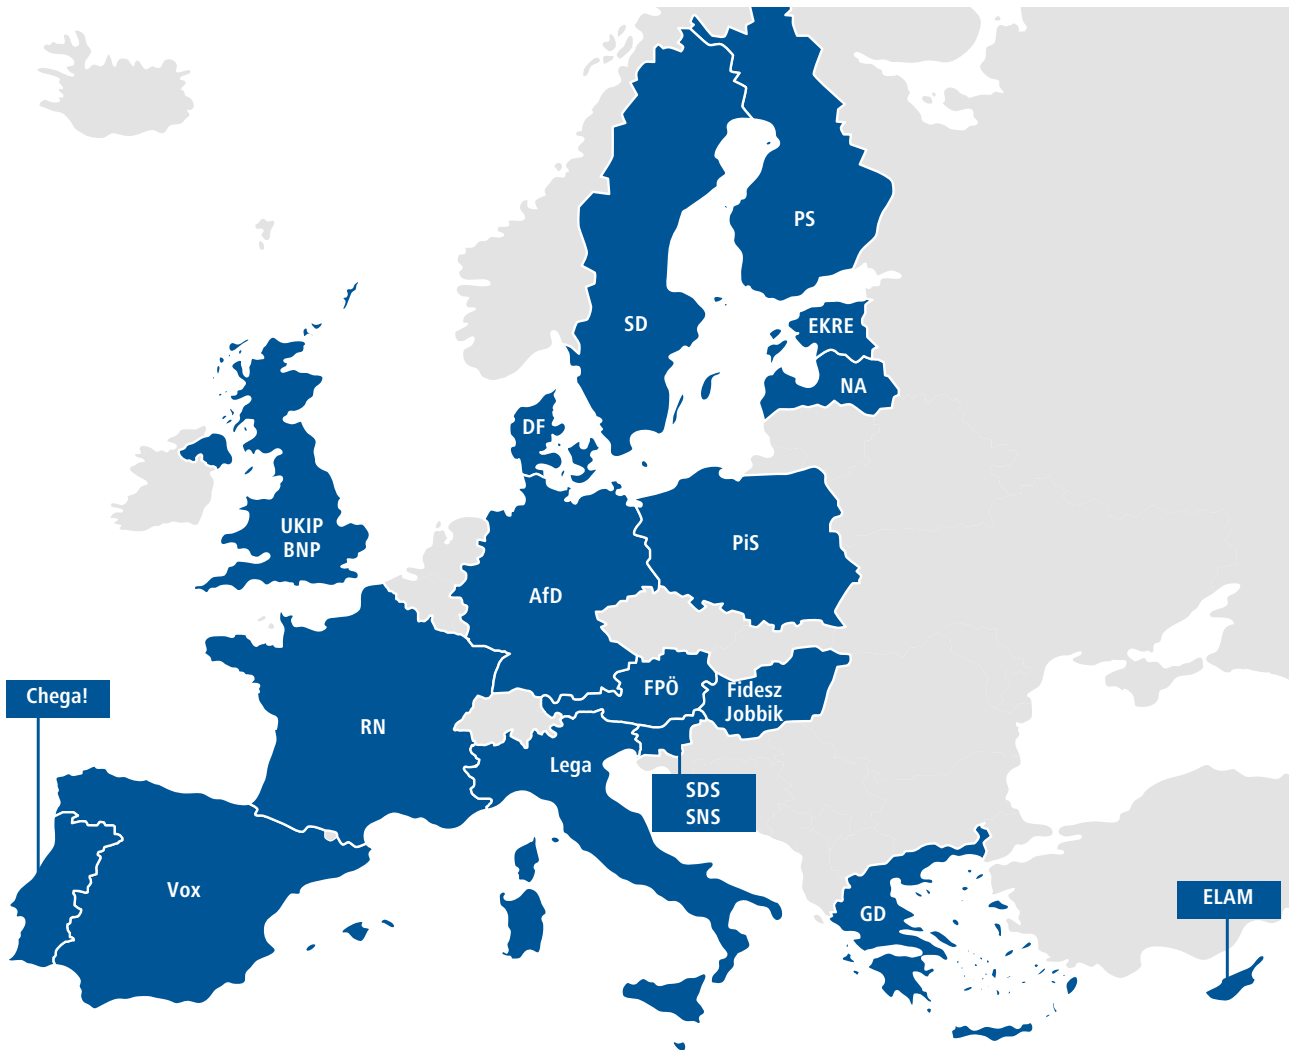 PS
SD
EKRE
NA
DF
UKIP
BNP
PiS
AfD
Chega!
FPÖ
Fidesz
Jobbik
RN
Lega
SDS
SNS
Vox
GD
ELAM